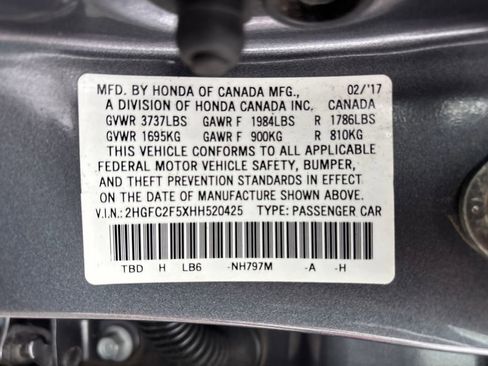 MFD. BY HONDA OF CANADA MFG., 02/'17
A DIVISION OF HONDA CANADA INC. CANADA
GVWR 3737LBS GAWR F 1984LBS R 1786LBS
GVWR 1695KG GAWR F 900KG R 810KG
THIS VEHICLE CONFORMS TO ALL APPLICABLE
FEDERAL MOTOR VEHICLE SAFETY, BUMPER,
AND THEFT PREVENTION STANDARDS IN EFFECT
ON THE DATE OF MANUFACTURE SHOWN ABOVE.
V.I.N.: 2HGFC2F5XHH520425 TYPE: PASSENGER CAR
TBD H LB6 -NH797M -A -H